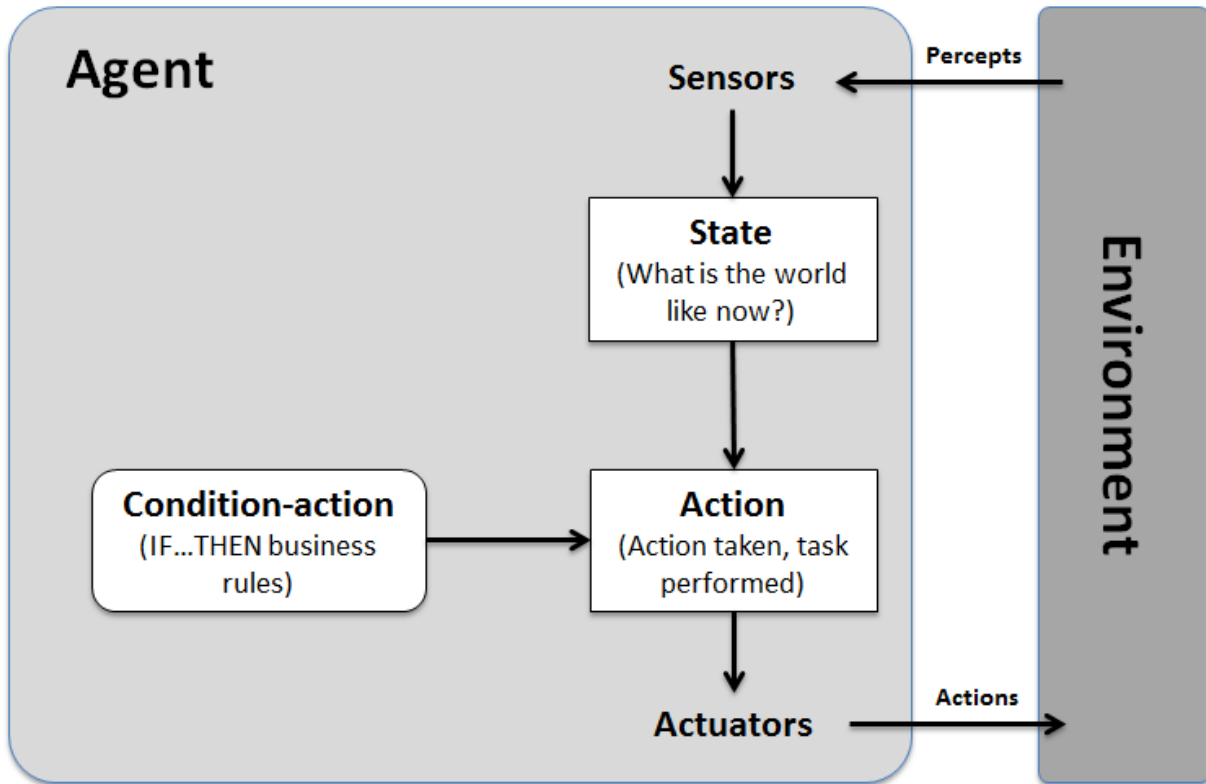 Agent
Sensors
Percepts
State
(What is the world
like now?)
Environment
Condition-action
(IF...THEN business
rules)
Action
(Action taken, task
performed)
Actuators
Actions